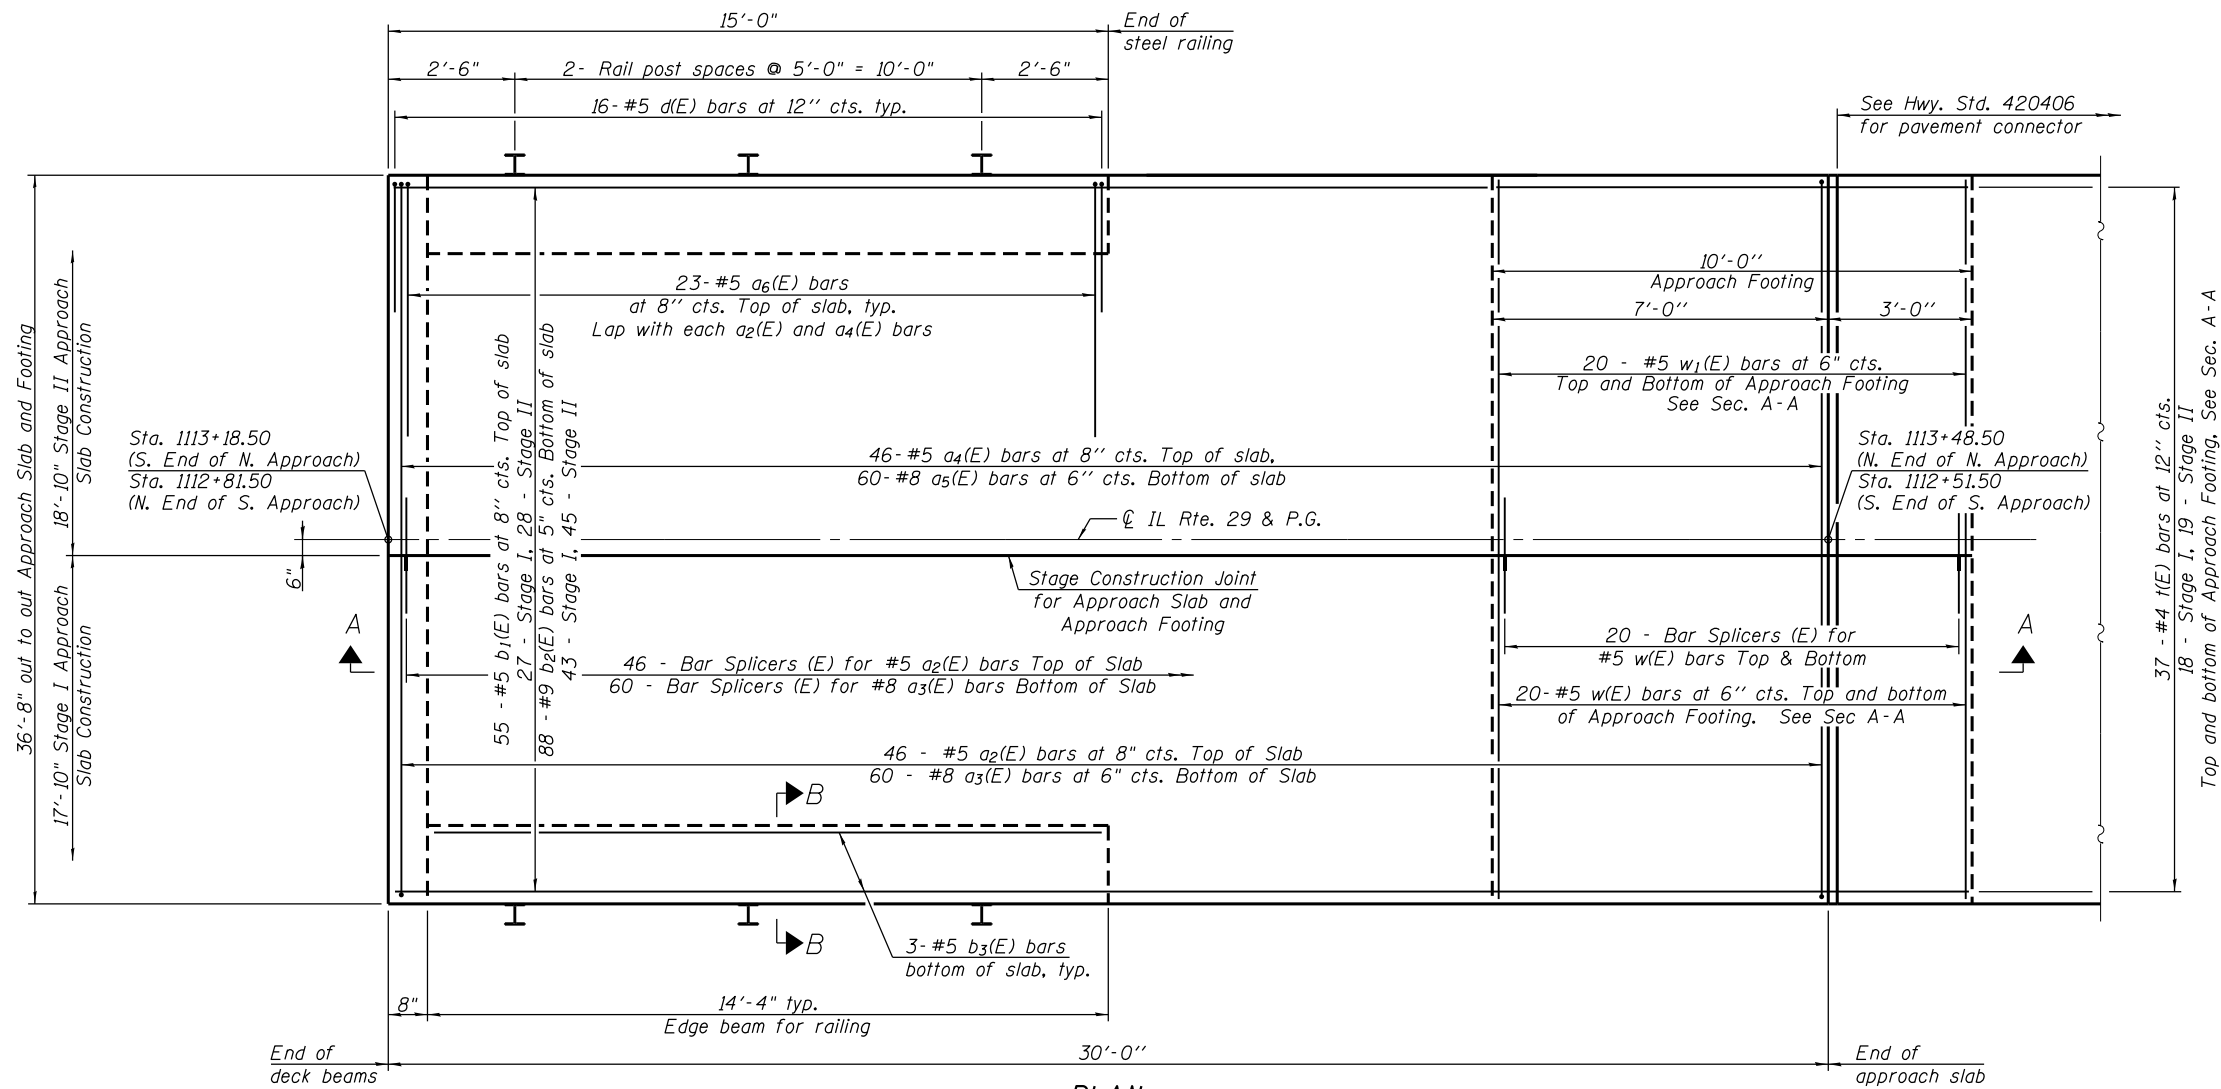 15'-0"
End of
steel railing
2'-6"
2- Rail post spaces @ 5'-0" = 10'-0"
2'-6"
16-#5 d(E) bars at 12'' cts. typ.
See Hwy. Std. 420406
for pavement connector
36'-8" out to out Approach Slab and Footing
18'-10" Stage II Approach
Slab Construction
17'-10" Stage I Approach
Slab Construction
23-#5 a6(E) bars
at 8'' cts. Top of slab, typ.
Lap with each a2(E) and a4(E) bars
55 - #5 b1(E) bars at 8" cts. Top of slab
27 - Stage I, 28 - Stage II
88 - #9 b2(E) bars at 5" cts. Bottom of slab
43 - Stage I, 45 - Stage II
10'-0''
Approach Footing
7'-0''
3'-0''
20 - #5 w1(E) bars at 6" cts.
Top and Bottom of Approach Footing
See Sec. A-A
Sta. 1113+18.50
(S. End of N. Approach)
Sta. 1112+81.50
(N. End of S. Approach)
46-#5 a4(E) bars at 8'' cts. Top of slab,
60-#8 a5(E) bars at 6'' cts. Bottom of slab
Sta. 1113+48.50
(N. End of N. Approach)
Sta. 1112+51.50
(S. End of S. Approach)
℄ IL Rte. 29 & P.G.
6"
Stage Construction Joint
for Approach Slab and
Approach Footing
A
A
46 - Bar Splicers (E) for #5 a2(E) bars Top of Slab
60 - Bar Splicers (E) for #8 a3(E) bars Bottom of Slab
20 - Bar Splicers (E) for
#5 w(E) bars Top & Bottom
20-#5 w(E) bars at 6'' cts. Top and bottom
of Approach Footing. See Sec A-A
46 - #5 a2(E) bars at 8" cts. Top of Slab
60 - #8 a3(E) bars at 6" cts. Bottom of Slab
37 - #4 t(E) bars at 12'' cts.
18 - Stage I, 19 - Stage II
Top and bottom of Approach Footing, See Sec. A-A
B
B
3-#5 b3(E) bars
bottom of slab, typ.
8"
14'-4" typ.
Edge beam for railing
End of
deck beams
30'-0''
End of
approach slab
PLAN